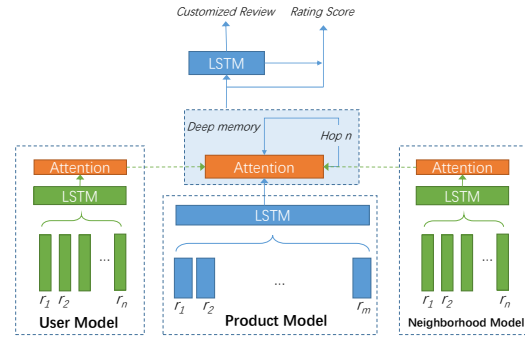 Customized Review Rating Score
LSTM
Deep memory
Hop n
Attention Attention Attention
LSTM LSTM LSTM
... ... ...
r1 r2 rn r1 r2 rm r1 r2 rn
User Model Product Model Neighborhood Model